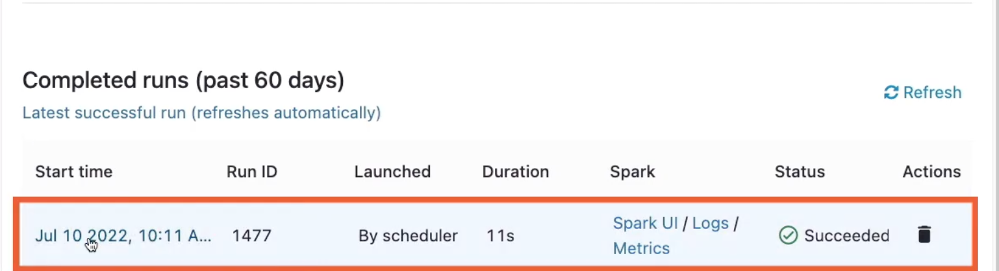 Completed runs (past 60 days)
Refresh
Latest successful run (refreshes automatically)
Start time Run ID Launched Duration Spark Status Actions
Jul 10 2022, 10:11 A... 1477 By scheduler 11s Spark UI / Logs / Succeeded
Metrics